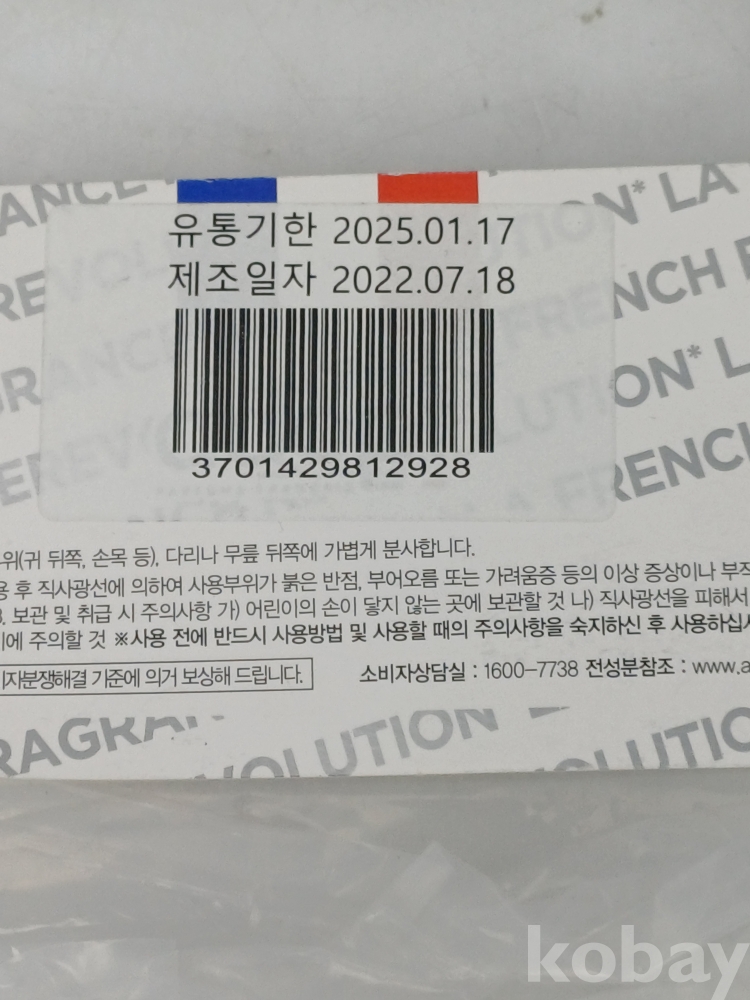 LA
유통기한 2025.01.17
제조일자 2022.07.18
FRENCH
3701429812928
FRENCH
위(귀 뒤쪽, 손목 등), 다리나 무릎 뒤쪽에 가볍게 분사합니다.
용 후 직사광선에 의하여 사용부위가 붉은 반점, 부어오름 또는 가려움증 등의 이상 증상이나 부작
3. 보관 및 취급 시 주의사항 가) 어린이의 손이 닿지 않는 곳에 보관할 것 나) 직사광선을 피해서
기에 주의할 것 ※사용 전에 반드시 사용방법 및 사용할 때의 주의사항을 숙지하신 후 사용하십시
자분쟁해결 기준에 의거 보상해 드립니다.
소비자상담실 : 1600-7738 전성분참조 : www.a
OLUTION
kobay